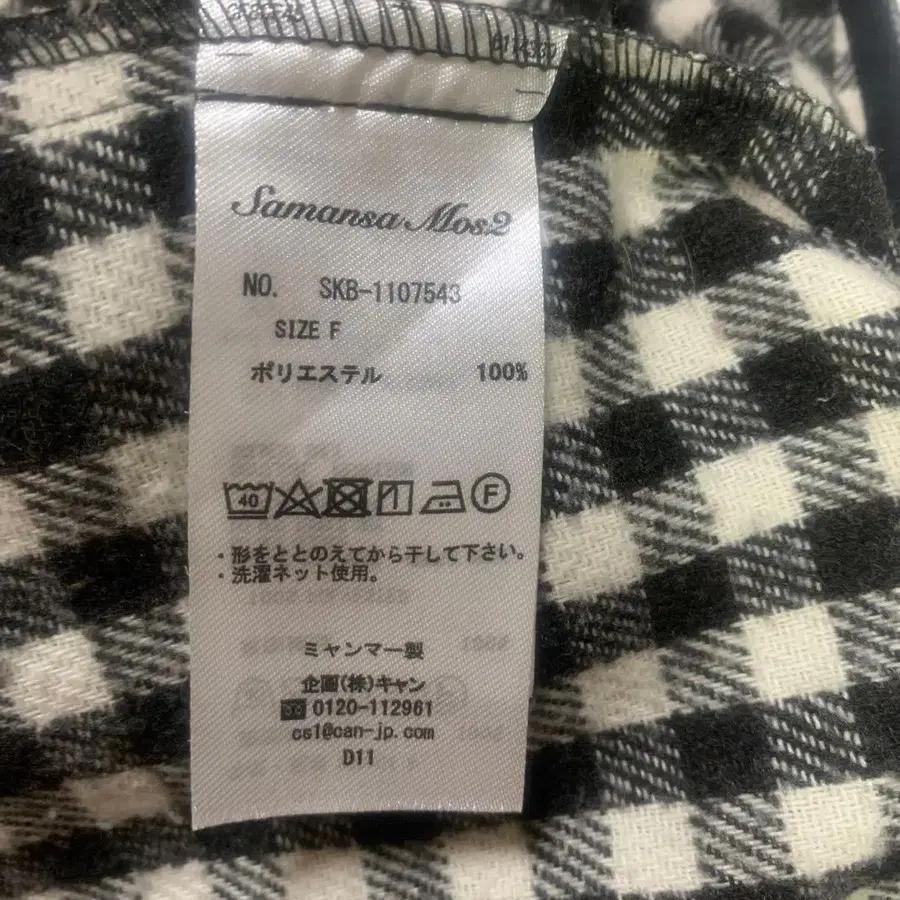 Samansa Mos2
NO. SKB-1107543
SIZE F
ポリエステル 100%
40 F
・形をととのえてから干して下さい。
・洗濯ネット使用。
ミャンマー製
企画(株)キャン
0120-112961
cs1@can-jp.com
D11